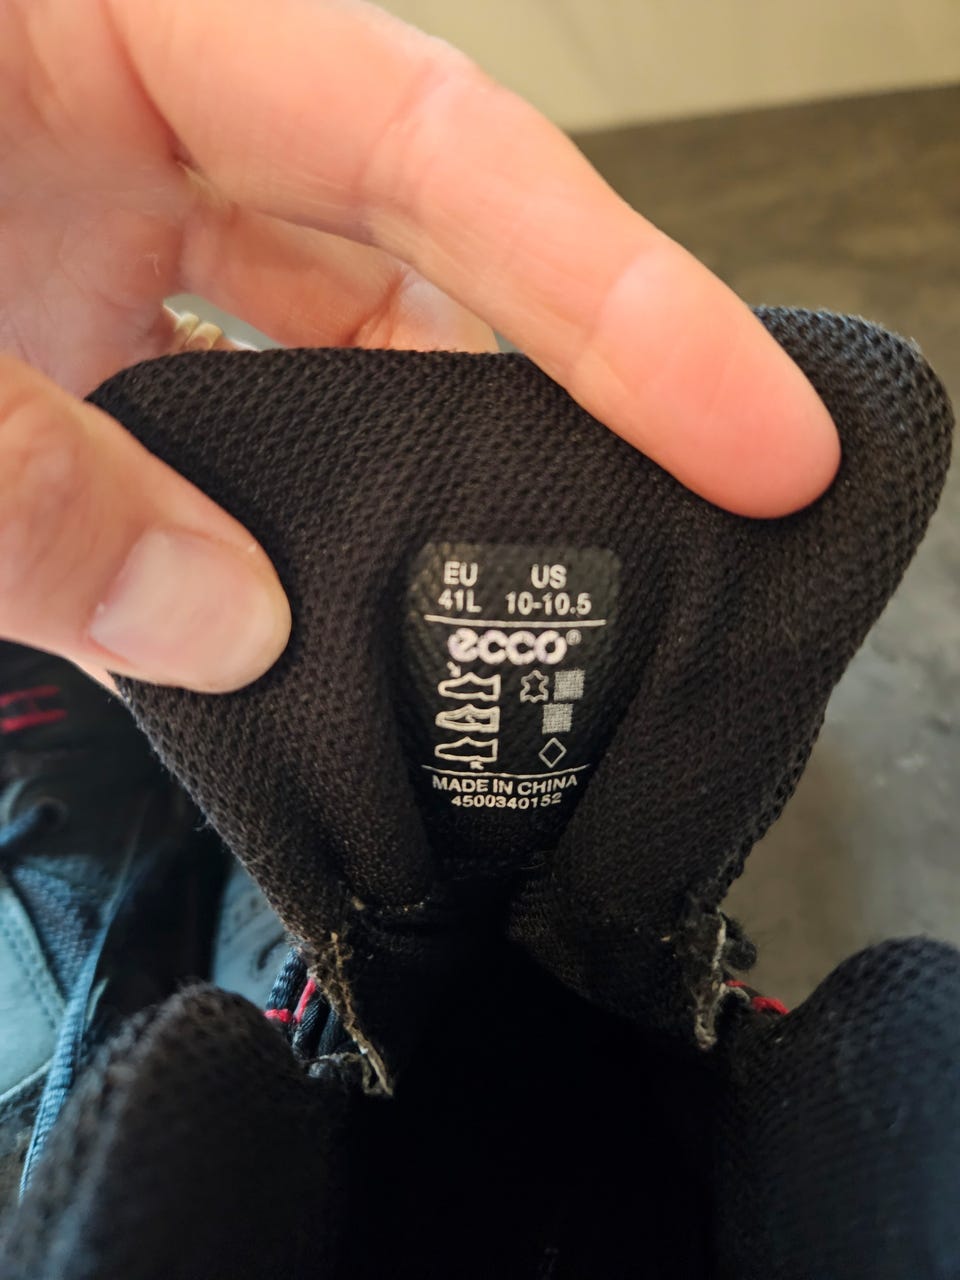 EU US
41L 10-10.5
ecco®
MADE IN CHINA
4500340152